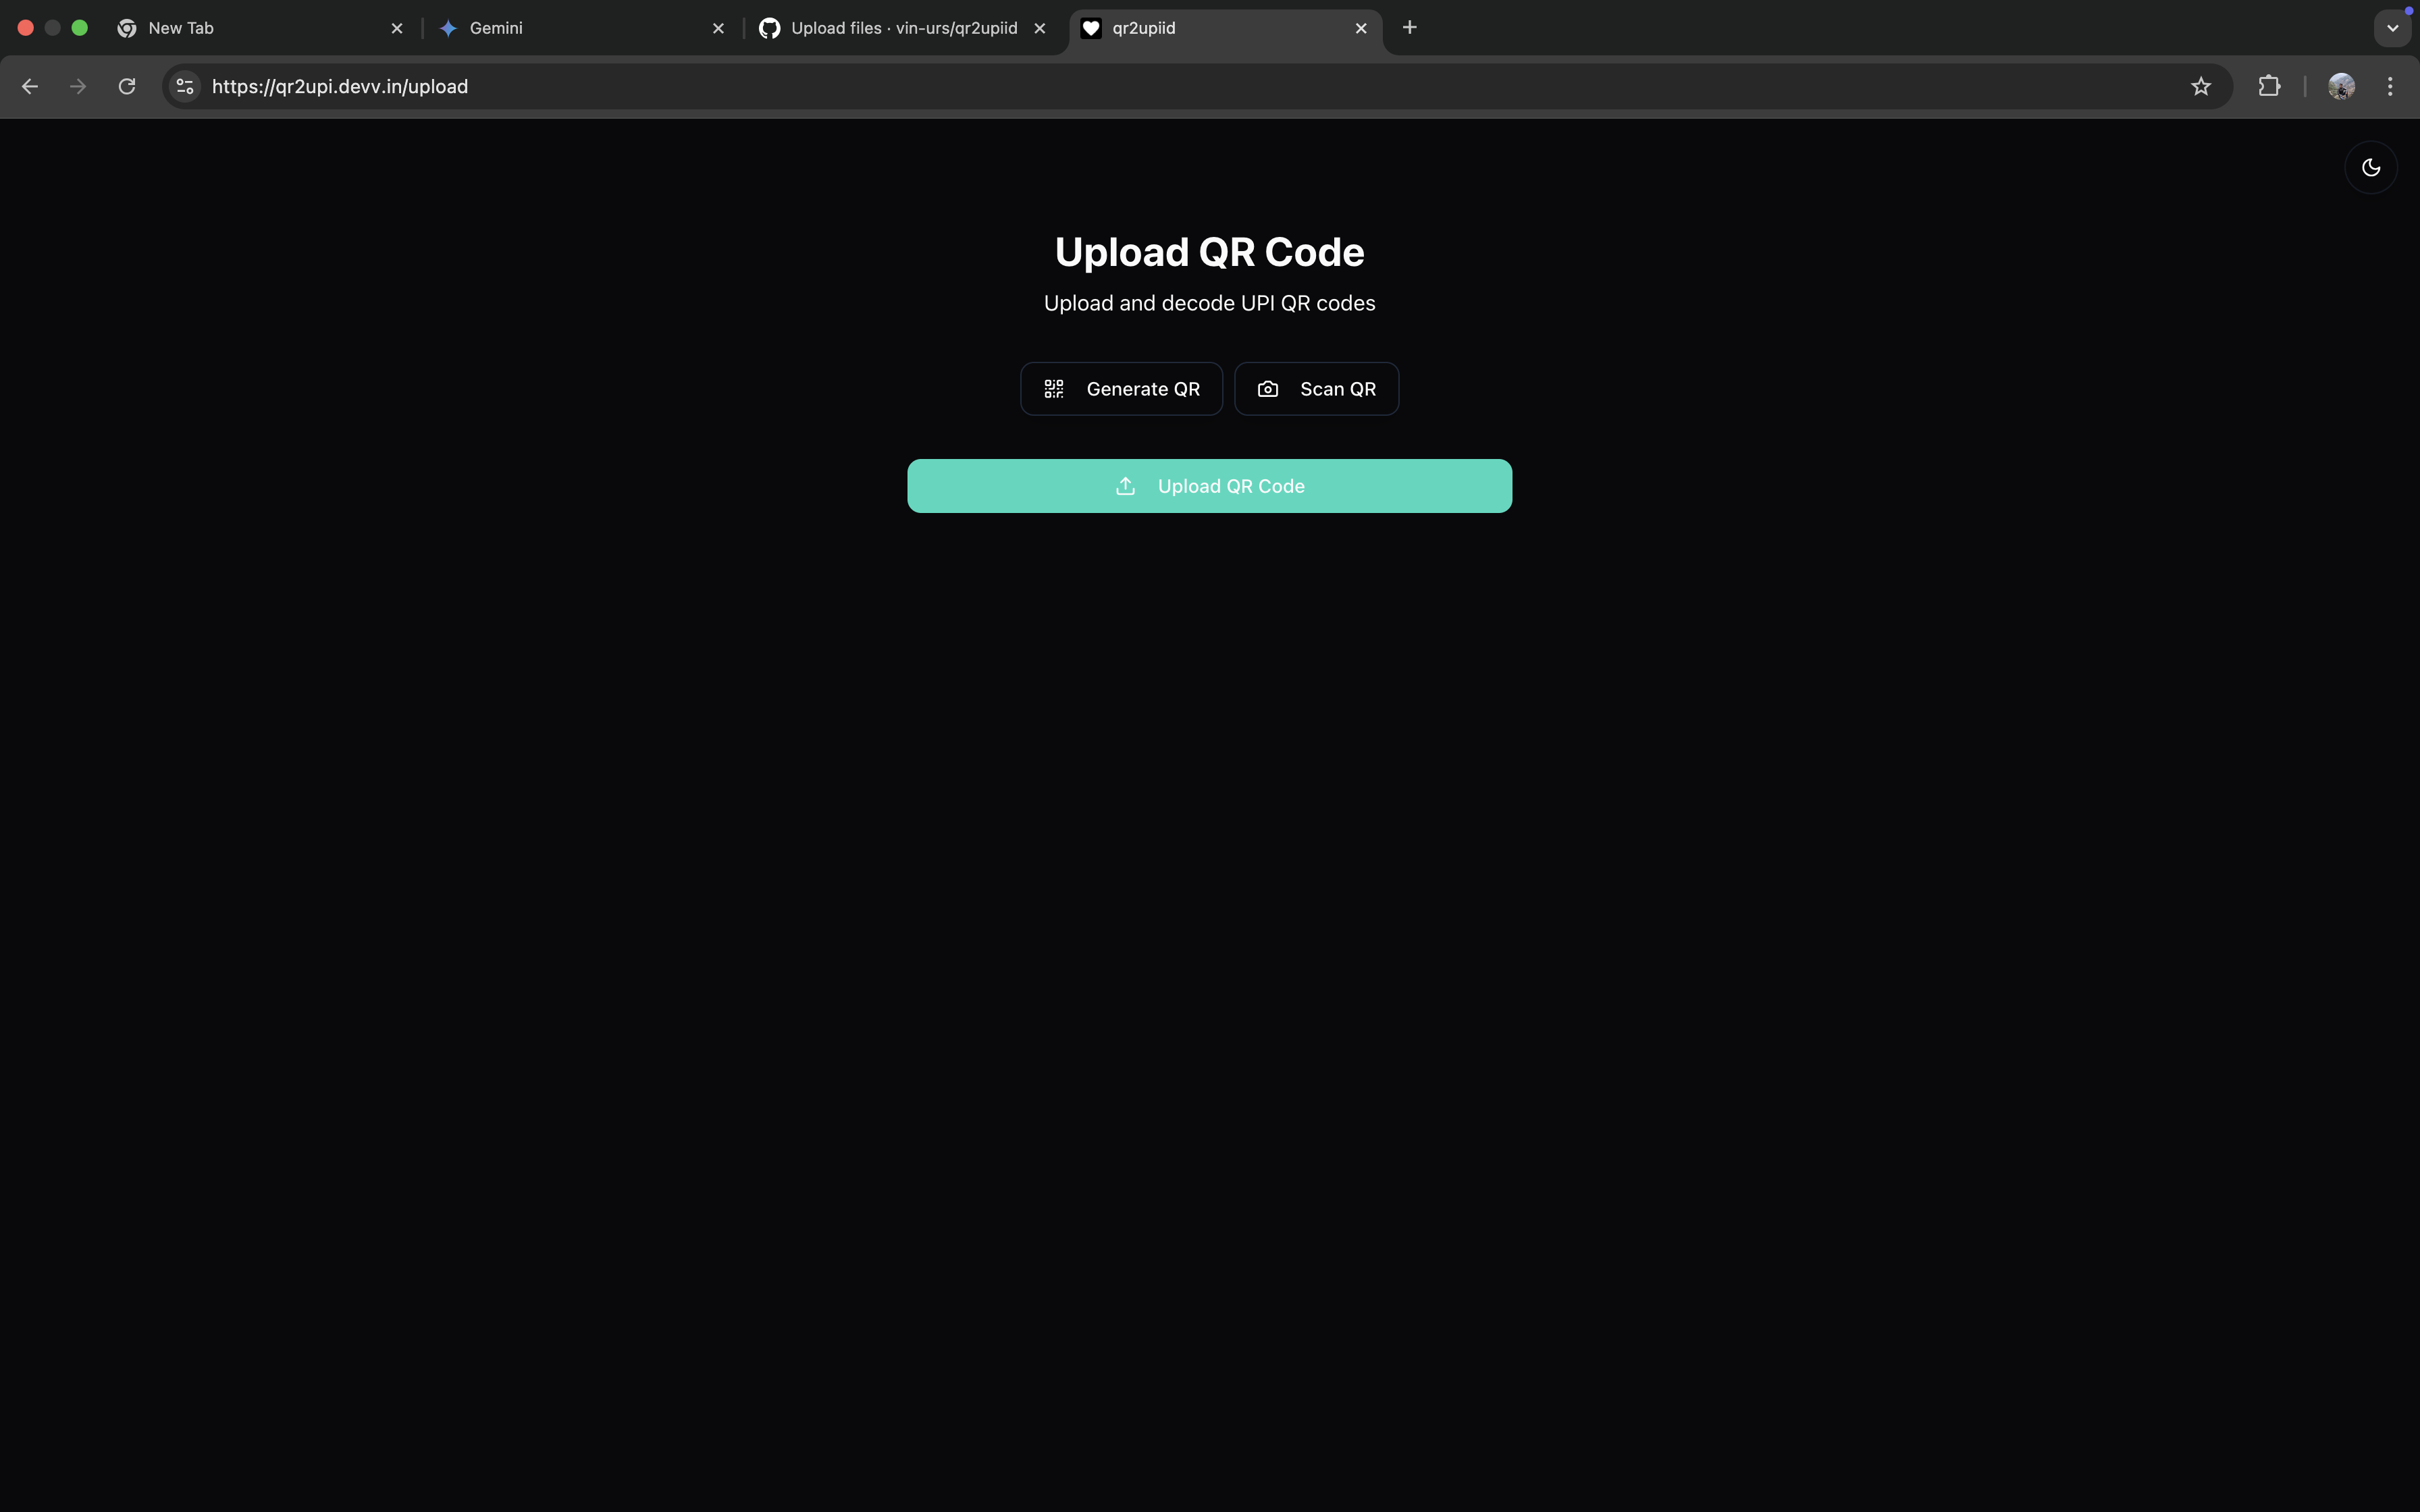 New Tab
Gemini
Upload files · vin-urs/qr2upiid
qr2upiid
https://qr2upi.devv.in/upload
Upload QR Code
Upload and decode UPI QR codes
Generate QR
Scan QR
Upload QR Code